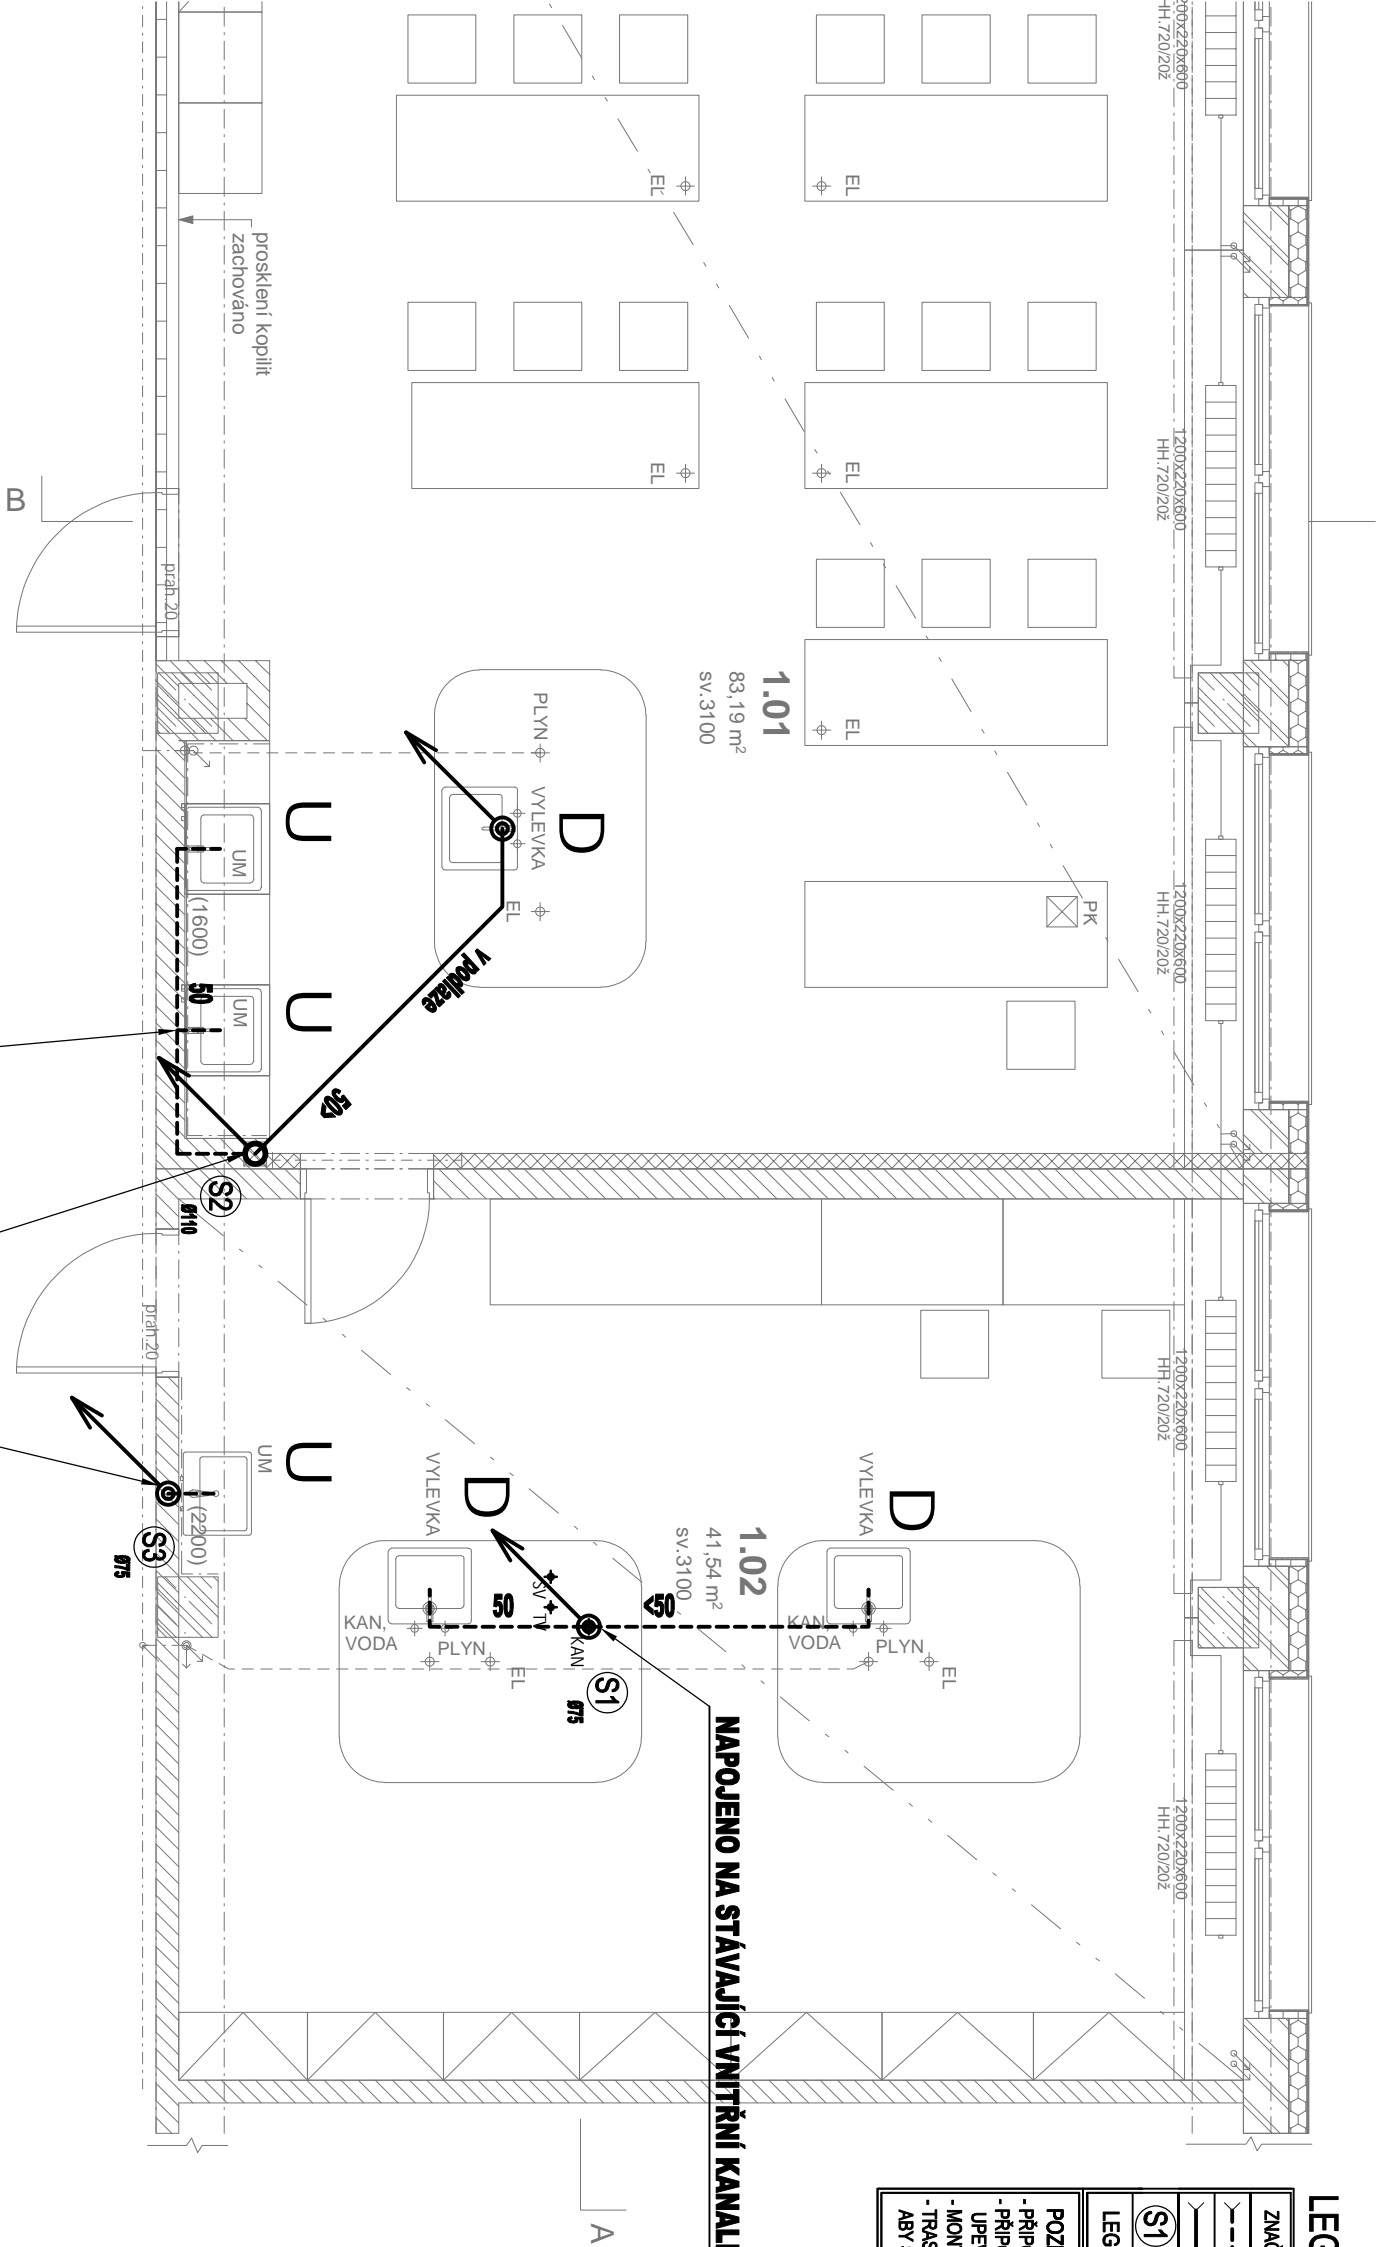 1200x220x600
HH.720/20ž
1200x220x600
HH.720/20ž
1200x220x600
HH.720/20ž
1200x220x600
HH.720/20ž
1200x220x600
HH.720/20ž
EL
EL
EL
EL
EL
PK
prosklení kopilit
zachováno
B
prah.20
1.01
83,19 m²
sv.3100
PLYN
VYLEVKA
EL
D
U
U
UM
UM
(1600)
50
v podlaze
50
S2
Ø110
prah.20
U
UM
(2200)
S3
Ø75
VYLEVKA
D
VYLEVKA
D
1.02
41,54 m²
sv.3100
50
50
SV
TV
KAN
KAN,
VODA
PLYN
EL
KAN,
VODA
PLYN
EL
S1
Ø75
NAPOJENO NA STÁVAJÍCÍ VNITŘNÍ
A
S1